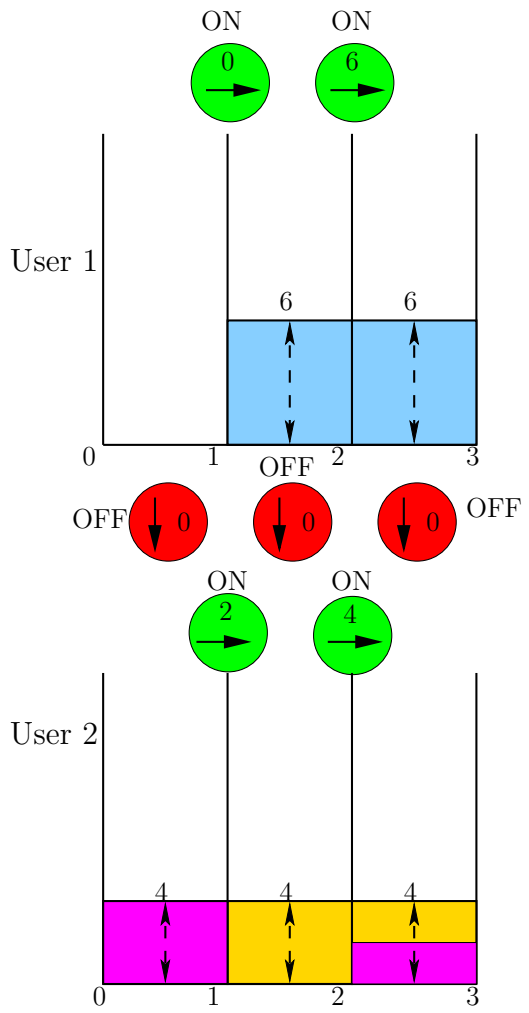 ON ON
0 6
User 1
6 6
0 1 2 3
OFF
OFF 0 0 0 OFF
ON ON
2 4
User 2
4 4 4
0 1 2 3